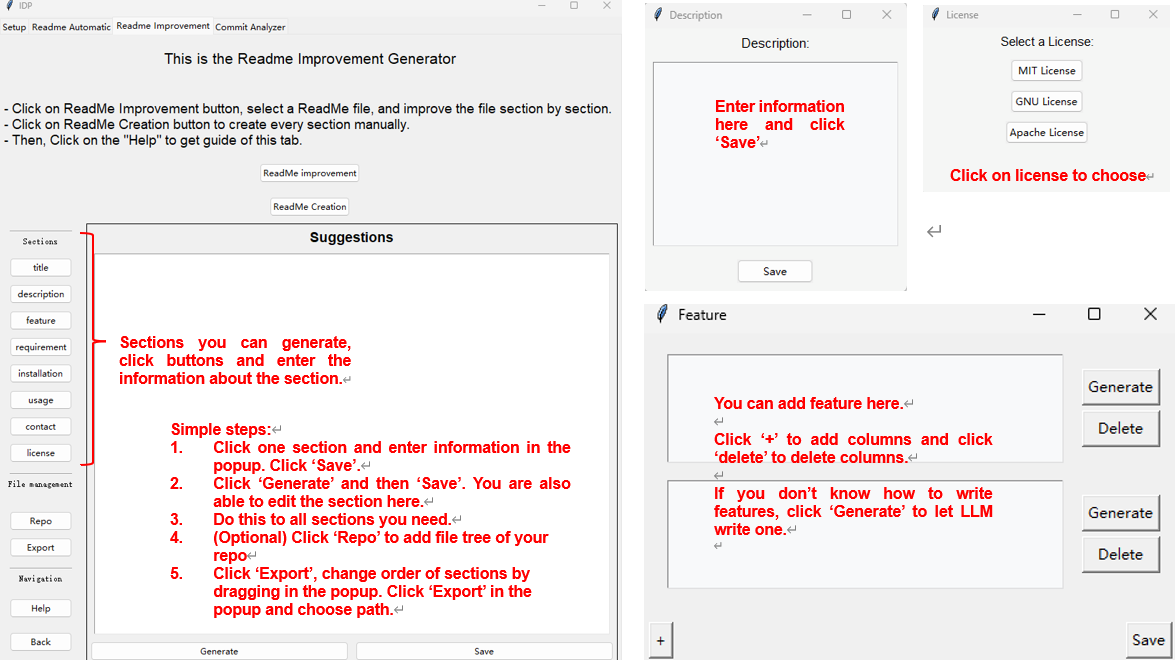 IDP
Setup Readme Automatic Readme Improvement Commit Analyzer
This is the Readme Improvement Generator
- Click on ReadMe Improvement button, select a ReadMe file, and improve the file section by section.
- Click on ReadMe Creation button to create every section manually.
- Then, Click on the "Help" to get guide of this tab.
ReadMe improvement
ReadMe Creation
Sections
title
description
feature
requirement
installation
usage
contact
license
File management
Repo
Export
Navigation
Help
Back
Suggestions
Sections you can generate,
click buttons and enter the
information about the section.↵
Simple steps:↵
1. Click one section and enter information in the
popup. Click ‘Save’.↵
2. Click ‘Generate’ and then ‘Save’. You are also
able to edit the section here.↵
3. Do this to all sections you need.↵
4. (Optional) Click ‘Repo’ to add file tree of your
repo↵
5. Click ‘Export’, change order of sections by
dragging in the popup. Click ‘Export’ in the
popup and choose path.↵
Generate
Save
Description
Description:
Enter information
here and click
‘Save’↵
Save
License
Select a License:
MIT License
GNU License
Apache License
Click on license to choose↵
↵
Feature
You can add feature here.↵
↵
Click ‘+’ to add columns and click
‘delete’ to delete columns.↵
↵
If you don’t know how to write
features, click ‘Generate’ to let LLM
write one.↵
↵
Generate
Delete
Generate
Delete
+
Save